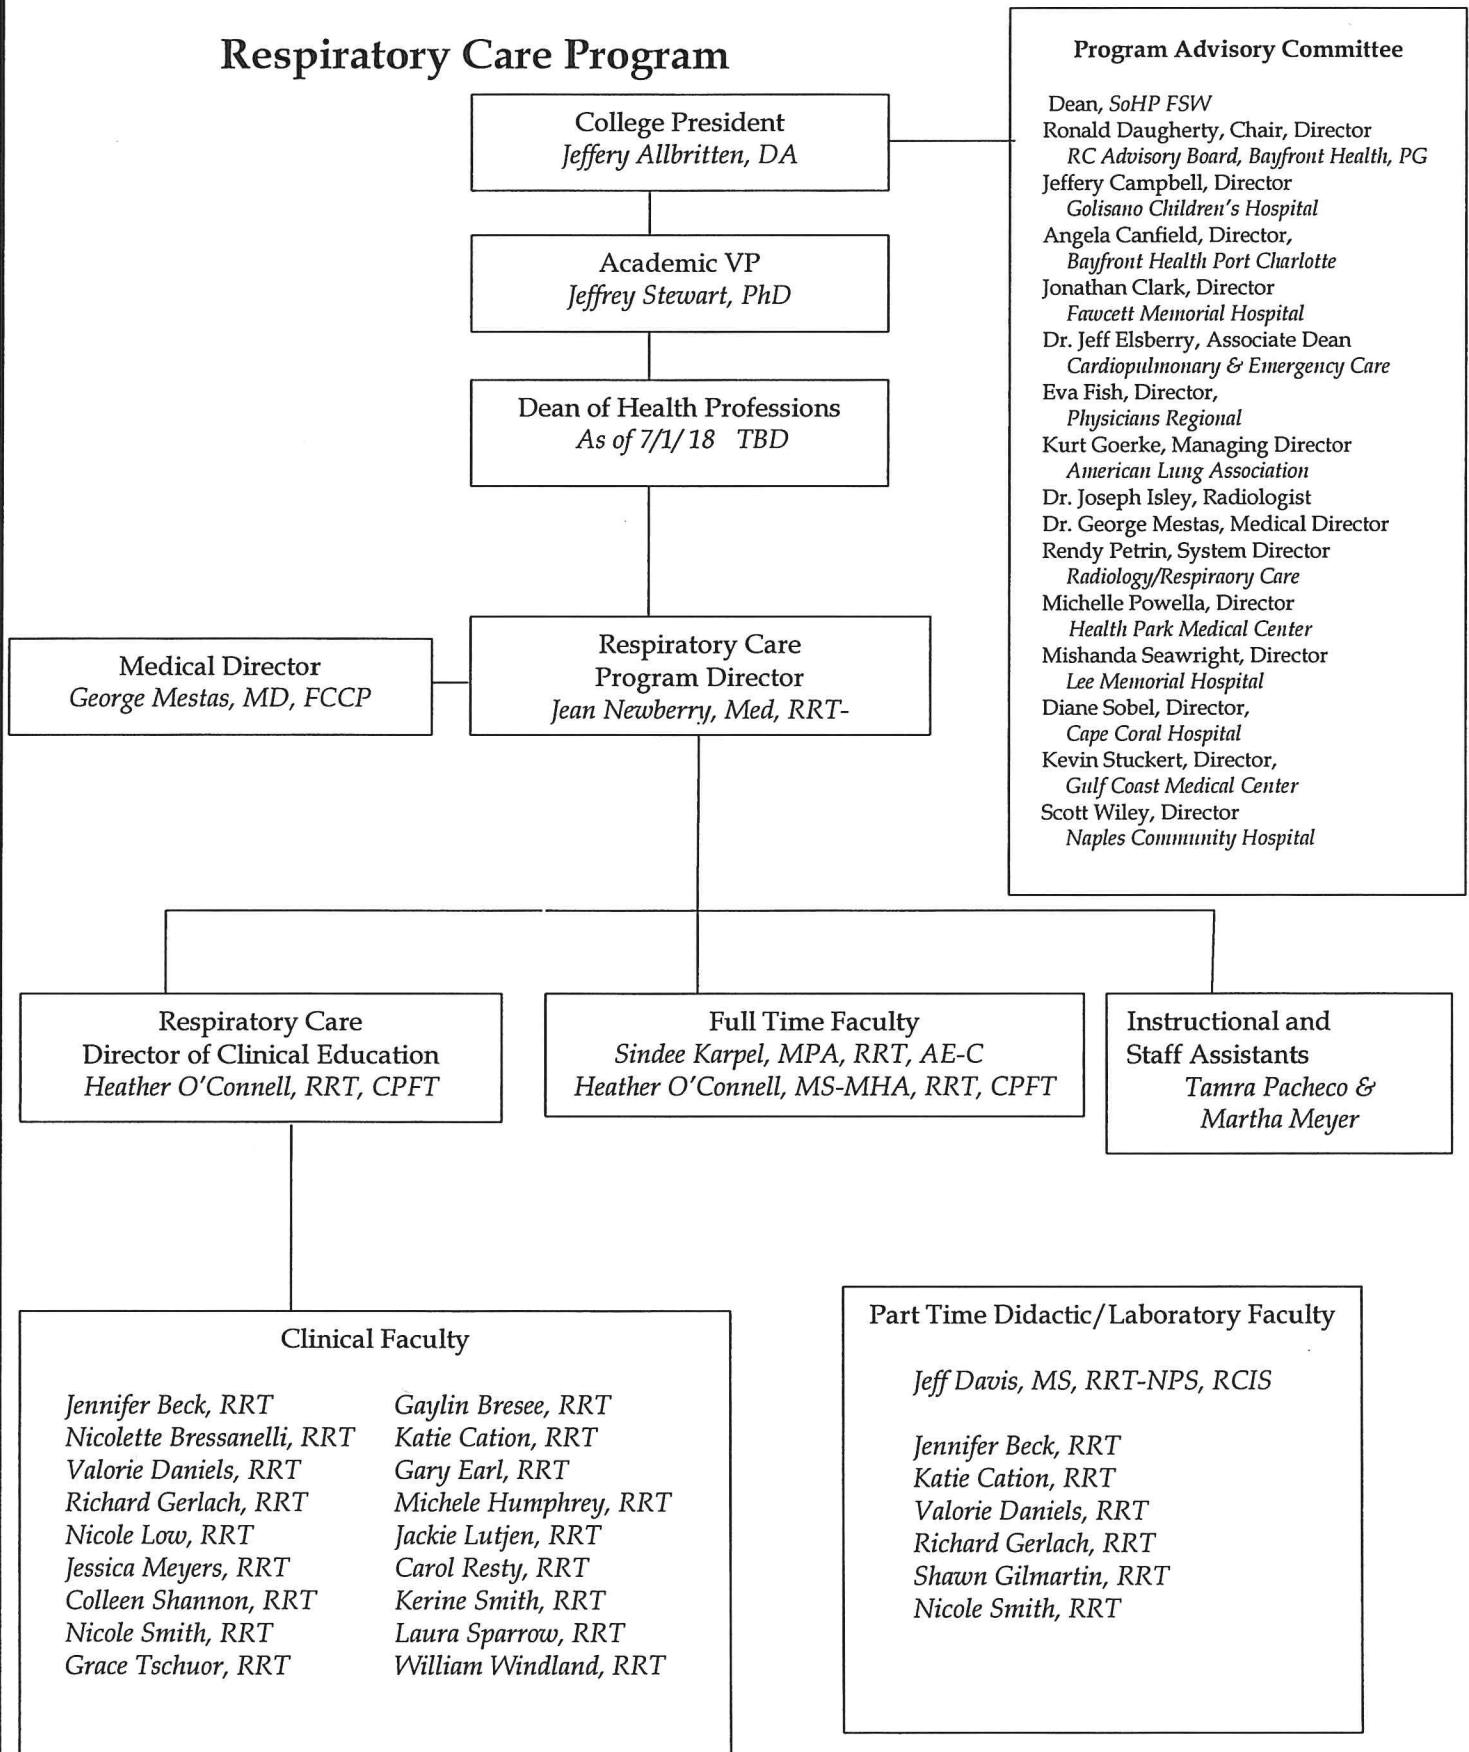 Respiratory Care Program
College President
Jeffery Allbritten, DA
Academic VP
Jeffrey Stewart, PhD
Dean of Health Professions
As of 7/1/18 TBD
Program Advisory Committee
Dean, SoHP FSW
Ronald Daugherty, Chair, Director
RC Advisory Board, Bayfront Health, PG
Jeffery Campbell, Director
Golisano Children's Hospital
Angela Canfield, Director,
Bayfront Health Port Charlotte
Jonathan Clark, Director
Fawcett Memorial Hospital
Dr. Jeff Elsberry, Associate Dean
Cardiopulmonary & Emergency Care
Eva Fish, Director,
Physicians Regional
Kurt Goerke, Managing Director
American Lung Association
Dr. Joseph Isley, Radiologist
Dr. George Mestas, Medical Director
Rendy Petrin, System Director
Radiology/Respiraory Care
Michelle Powella, Director
Health Park Medical Center
Mishanda Seawright, Director
Lee Memorial Hospital
Diane Sobel, Director,
Cape Coral Hospital
Kevin Stuckert, Director,
Gulf Coast Medical Center
Scott Wiley, Director
Naples Community Hospital
Medical Director
George Mestas, MD, FCCP
Respiratory Care
Program Director
Jean Newberry, Med, RRT-
Respiratory Care
Director of Clinical Education
Heather O'Connell, RRT, CPFT
Full Time Faculty
Sindee Karpel, MPA, RRT, AE-C
Heather O'Connell, MS-MHA, RRT, CPFT
Instructional and
Staff Assistants
Tamra Pacheco &
Martha Meyer
Clinical Faculty
Jennifer Beck, RRT
Nicolette Bressanelli, RRT
Valorie Daniels, RRT
Richard Gerlach, RRT
Nicole Low, RRT
Jessica Meyers, RRT
Colleen Shannon, RRT
Nicole Smith, RRT
Grace Tschuor, RRT
Gaylin Bresee, RRT
Katie Cation, RRT
Gary Earl, RRT
Michele Humphrey, RRT
Jackie Lutjen, RRT
Carol Resty, RRT
Kerine Smith, RRT
Laura Sparrow, RRT
William Windland, RRT
Part Time Didactic/Laboratory Faculty
Jeff Davis, MS, RRT-NPS, RCIS
Jennifer Beck, RRT
Katie Cation, RRT
Valorie Daniels, RRT
Richard Gerlach, RRT
Shawn Gilmartin, RRT
Nicole Smith, RRT